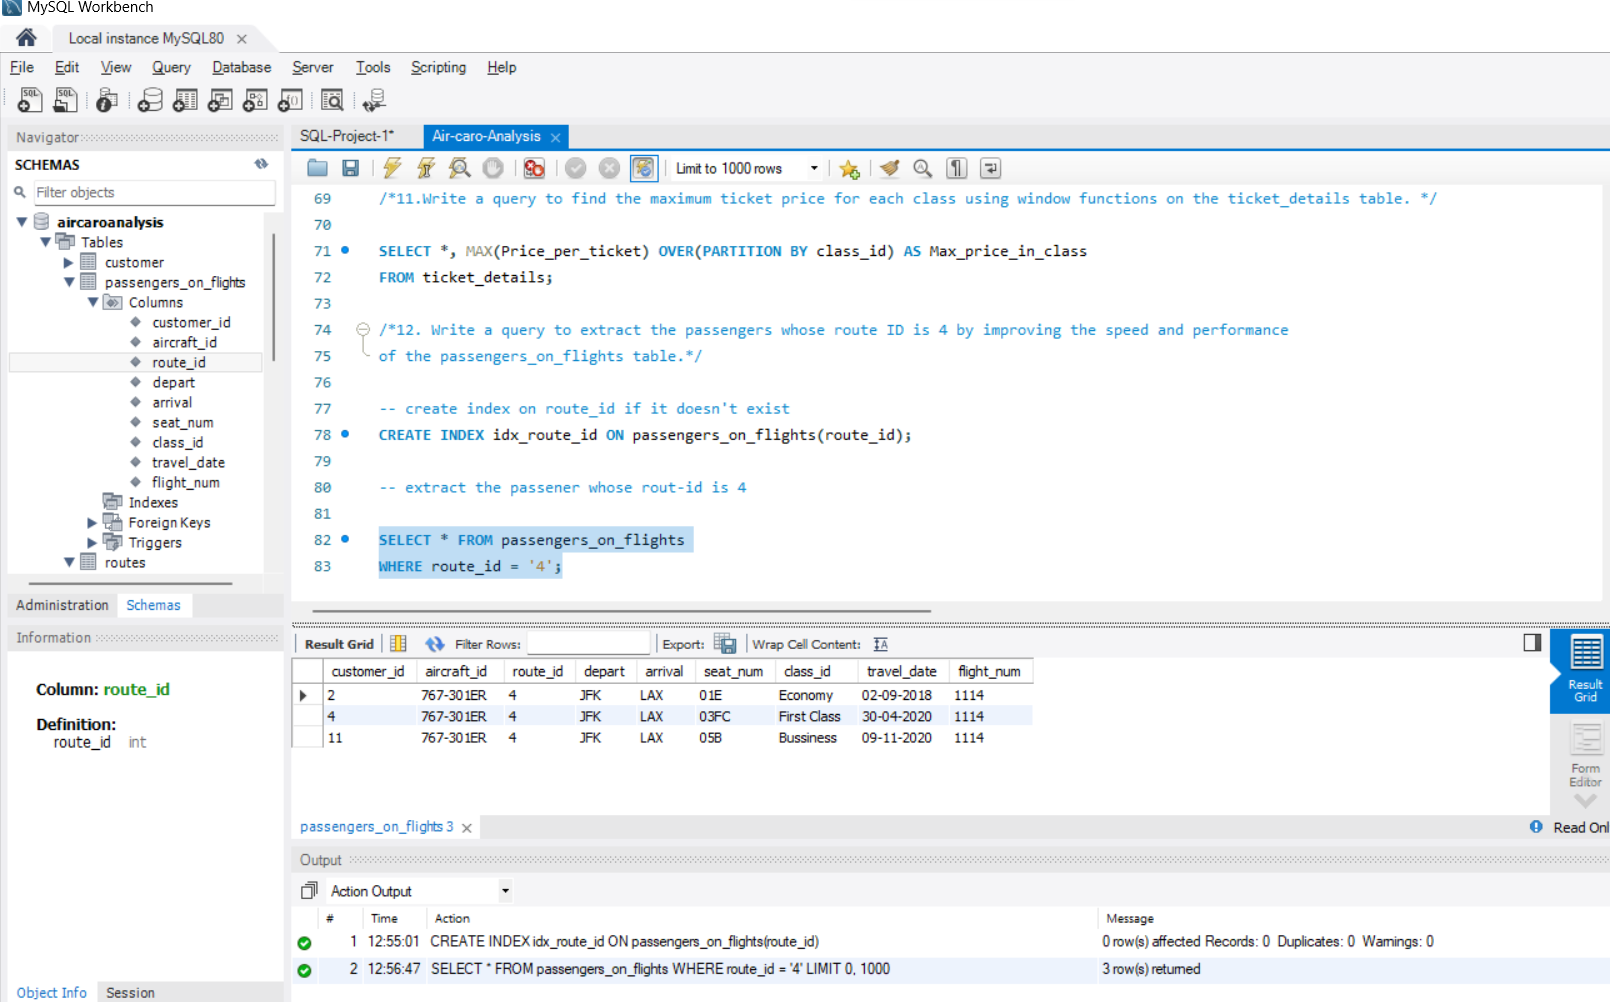 MySQL Workbench
Local instance MySQL80
File Edit View Query Database Server Tools Scripting Help
Navigator
SCHEMAS
Filter objects
aircaroanalysis
Tables
customer
passengers_on_flights
Columns
customer_id
aircraft_id
route_id
depart
arrival
seat_num
class_id
travel_date
flight_num
Indexes
Foreign Keys
Triggers
routes
Administration Schemas
Information
Column: route_id
Definition:
route_id int
Object Info Session
SQL-Project-1* Air-caro-Analysis
Limit to 1000 rows
69 /*11.Write a query to find the maximum ticket price for each class using window functions on the ticket_details table. */
70
71 SELECT *, MAX(Price_per_ticket) OVER(PARTITION BY class_id) AS Max_price_in_class
72 FROM ticket_details;
73
74 /*12. Write a query to extract the passengers whose route ID is 4 by improving the speed and performance
75 of the passengers_on_flights table.*/
76
77 -- create index on route_id if it doesn't exist
78 CREATE INDEX idx_route_id ON passengers_on_flights(route_id);
79
80 -- extract the passener whose rout-id is 4
81
82 SELECT * FROM passengers_on_flights
83 WHERE route_id = '4';
Result Grid Filter Rows: Export: Wrap Cell Content:
customer_id aircraft_id route_id depart arrival seat_num class_id travel_date flight_num
2 767-301ER 4 JFK LAX 01E Economy 02-09-2018 1114
4 767-301ER 4 JFK LAX 03FC First Class 30-04-2020 1114
11 767-301ER 4 JFK LAX 05B Bussiness 09-11-2020 1114
Result
Grid
Form
Editor
passengers_on_flights 3
Read Onl
Output
Action Output
# Time Action Message
1 12:55:01 CREATE INDEX idx_route_id ON passengers_on_flights(route_id) 0 row(s) affected Records: 0 Duplicates: 0 Warnings: 0
2 12:56:47 SELECT * FROM passengers_on_flights WHERE route_id = '4' LIMIT 0, 1000 3 row(s) returned